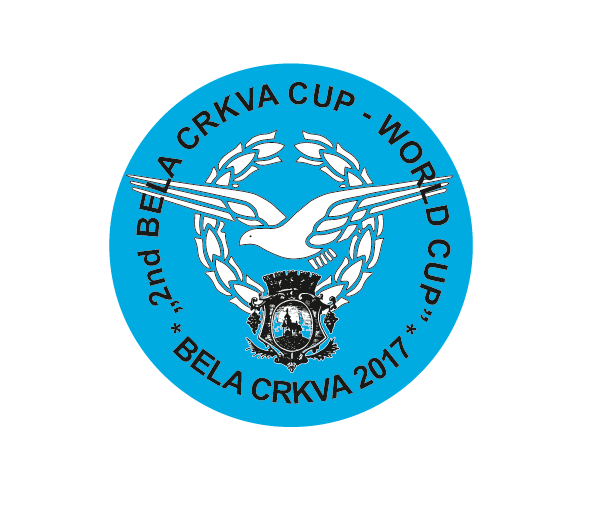 „2nd BELA CRKVA CUP - WORLD CUP”
* BELA CRKVA 2017 *